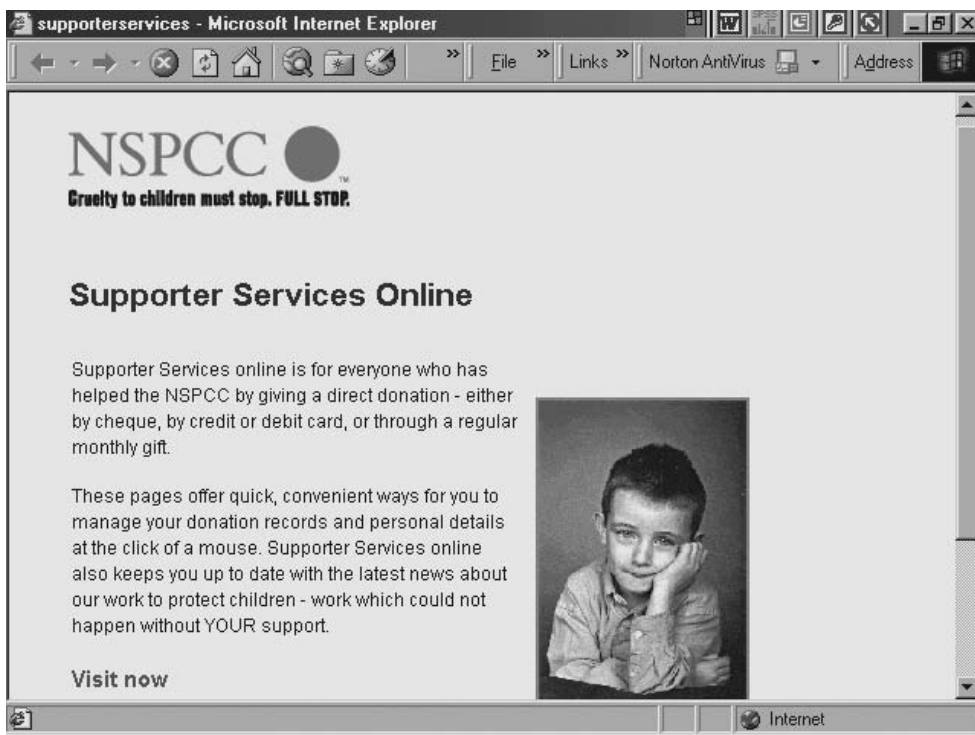 supporterservices - Microsoft Internet Explorer
File
Links
Norton AntiVirus
Address
NSPCC
TM
Cruelty to children must stop. FULL STOP.
Supporter Services Online
Supporter Services online is for everyone who has
helped the NSPCC by giving a direct donation - either
by cheque, by credit or debit card, or through a regular
monthly gift.
These pages offer quick, convenient ways for you to
manage your donation records and personal details
at the click of a mouse. Supporter Services online
also keeps you up to date with the latest news about
our work to protect children - work which could not
happen without YOUR support.
Visit now
Internet